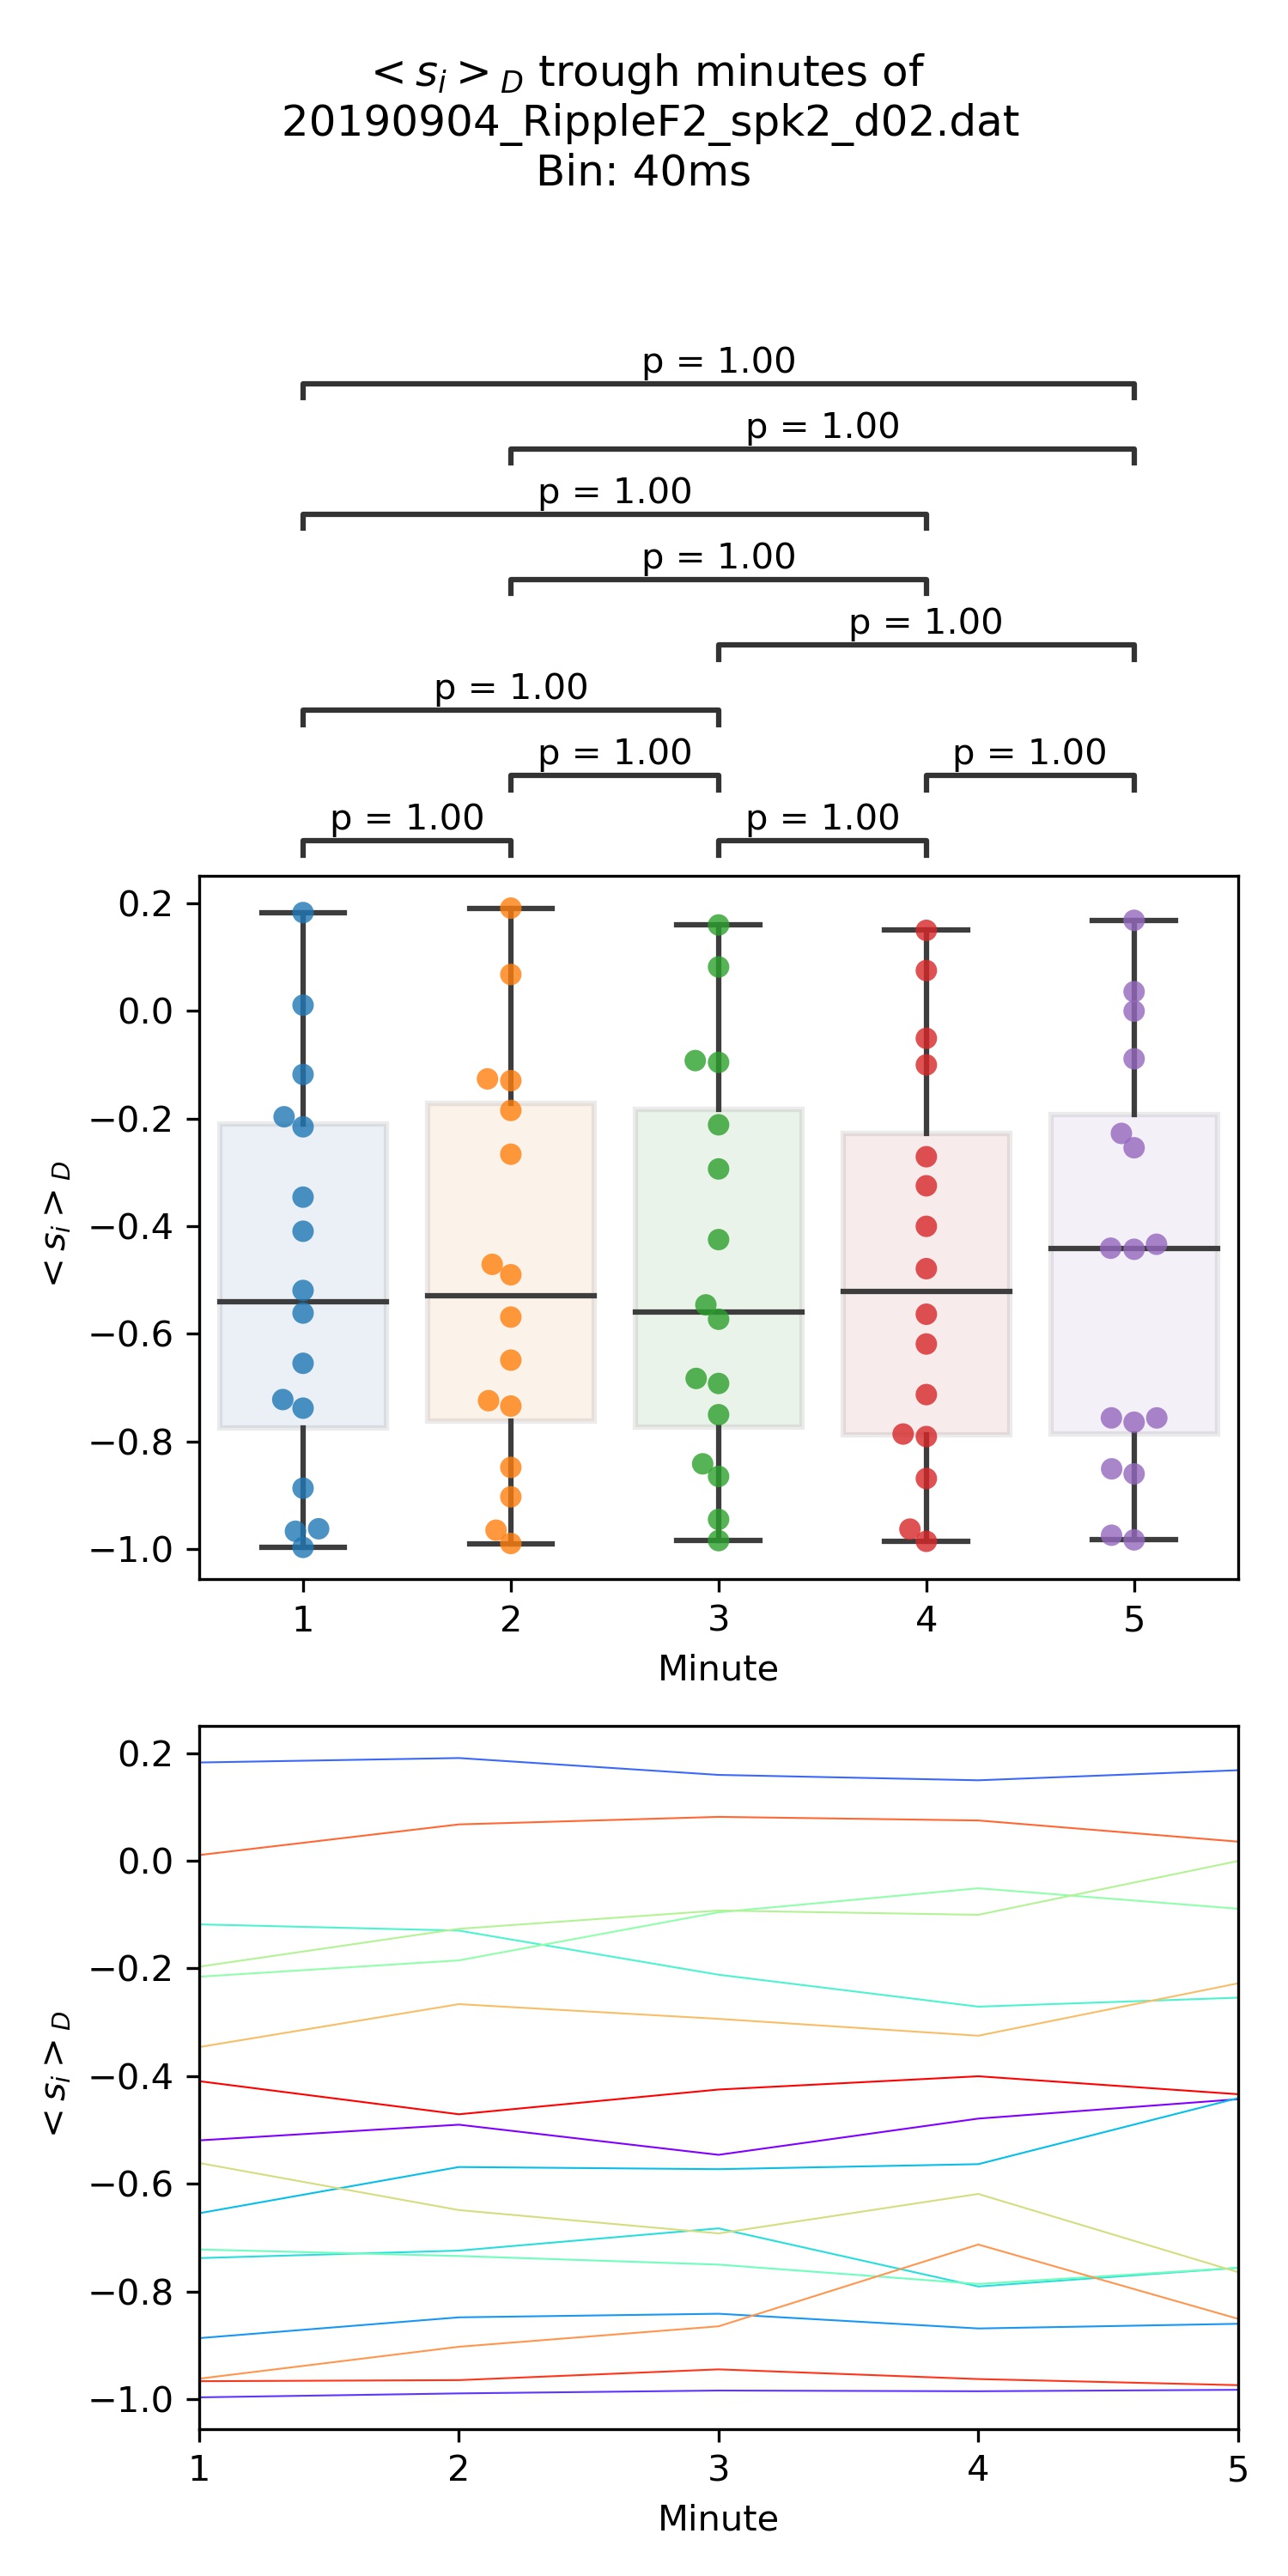 < s_i >_D trough minutes of
20190904_RippleF2_spk2_d02.dat
Bin: 40ms
p = 1.00
p = 1.00
p = 1.00
p = 1.00
p = 1.00
p = 1.00
p = 1.00
p = 1.00
p = 1.00
p = 1.00
0.2
0.0
−0.2
−0.4
−0.6
−0.8
−1.0
< s_i >_D
1 2 3 4 5
Minute
0.2
0.0
−0.2
−0.4
−0.6
−0.8
−1.0
< s_i >_D
1 2 3 4 5
Minute